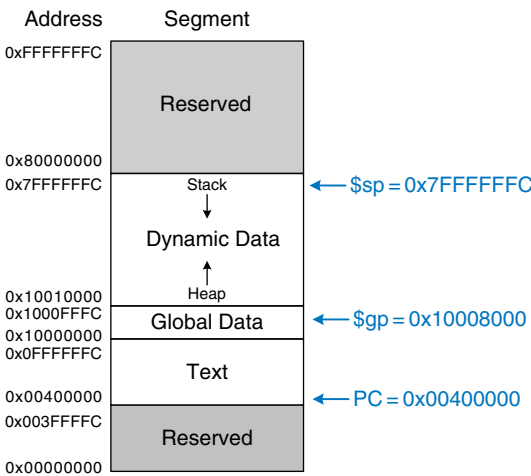 Address Segment
0xFFFFFFFC
Reserved
0x80000000
0x7FFFFFFC Stack $sp = 0x7FFFFFFC
Dynamic Data
0x10010000 Heap
0x1000FFFC
Global Data $gp = 0x10008000
0x10000000
0x0FFFFFFC
Text
0x00400000 PC = 0x00400000
0x003FFFFC
Reserved
0x00000000